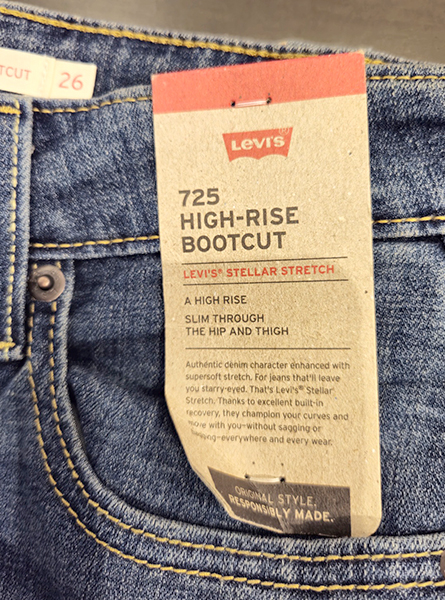 TCUT 26
Levi's®
725
HIGH-RISE
BOOTCUT
LEVI'S® STELLAR STRETCH
A HIGH RISE
SLIM THROUGH
THE HIP AND THIGH
Authentic denim character enhanced with
supersoft stretch. For jeans that'll leave
you starry-eyed. That's Levi's® Stellar
Stretch. Thanks to excellent built-in
recovery, they champion your curves and
move with you—without sagging or
bagging—everywhere and every wear.
ORIGINAL STYLE.
RESPONSIBLY MADE.